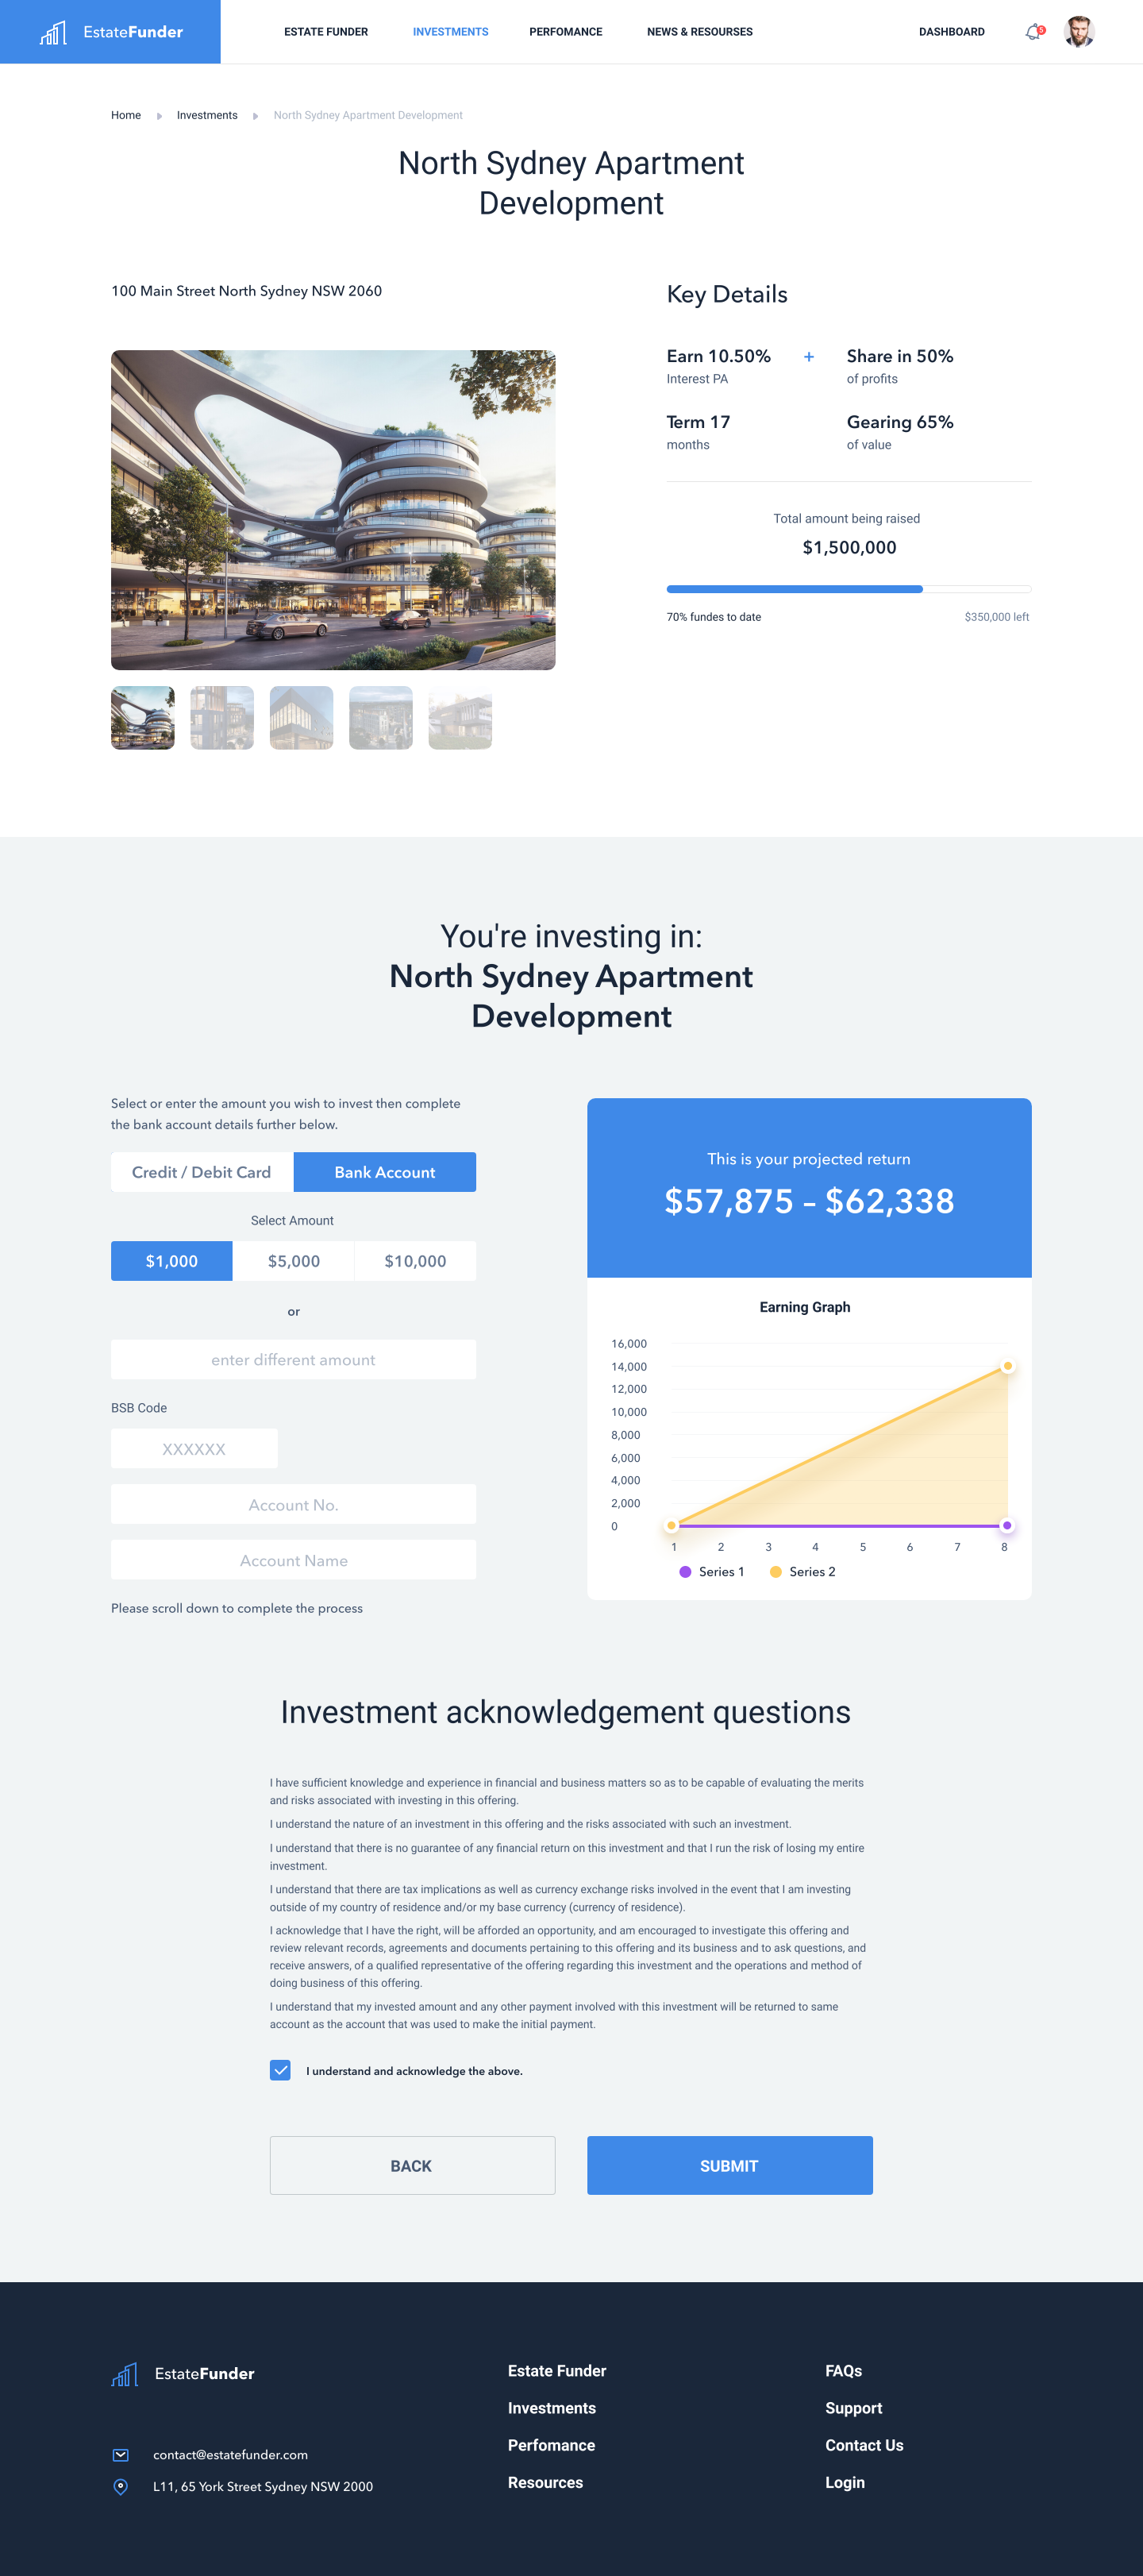 EstateFunder
ESTATE FUNDER
INVESTMENTS
PERFOMANCE
NEWS & RESOURSES
DASHBOARD
5
Home
Investments
North Sydney Apartment Development
North Sydney Apartment
Development
100 Main Street North Sydney NSW 2060
Key Details
Earn 10.50%
+
Share in 50%
Interest PA
of profits
Term 17
Gearing 65%
months
of value
Total amount being raised
$1,500,000
70% fundes to date
$350,000 left
You're investing in:
North Sydney Apartment
Development
Select or enter the amount you wish to invest then complete
the bank account details further below.
Credit / Debit Card
Bank Account
Select Amount
$1,000
$5,000
$10,000
or
enter different amount
BSB Code
XXXXXX
Account No.
Account Name
Please scroll down to complete the process
This is your projected return
$57,875 – $62,338
Earning Graph
16,000
14,000
12,000
10,000
8,000
6,000
4,000
2,000
0
1 2 3 4 5 6 7 8
Series 1
Series 2
Investment acknowledgement questions
I have sufficient knowledge and experience in financial and business matters so as to be capable of evaluating the merits
and risks associated with investing in this offering.
I understand the nature of an investment in this offering and the risks associated with such an investment.
I understand that there is no guarantee of any financial return on this investment and that I run the risk of losing my entire
investment.
I understand that there are tax implications as well as currency exchange risks involved in the event that I am investing
outside of my country of residence and/or my base currency (currency of residence).
I acknowledge that I have the right, will be afforded an opportunity, and am encouraged to investigate this offering and
review relevant records, agreements and documents pertaining to this offering and its business and to ask questions, and
receive answers, of a qualified representative of the offering regarding this investment and the operations and method of
doing business of this offering.
I understand that my invested amount and any other payment involved with this investment will be returned to same
account as the account that was used to make the initial payment.
I understand and acknowledge the above.
BACK
SUBMIT
EstateFunder
contact@estatefunder.com
L11, 65 York Street Sydney NSW 2000
Estate Funder
Investments
Perfomance
Resources
FAQs
Support
Contact Us
Login